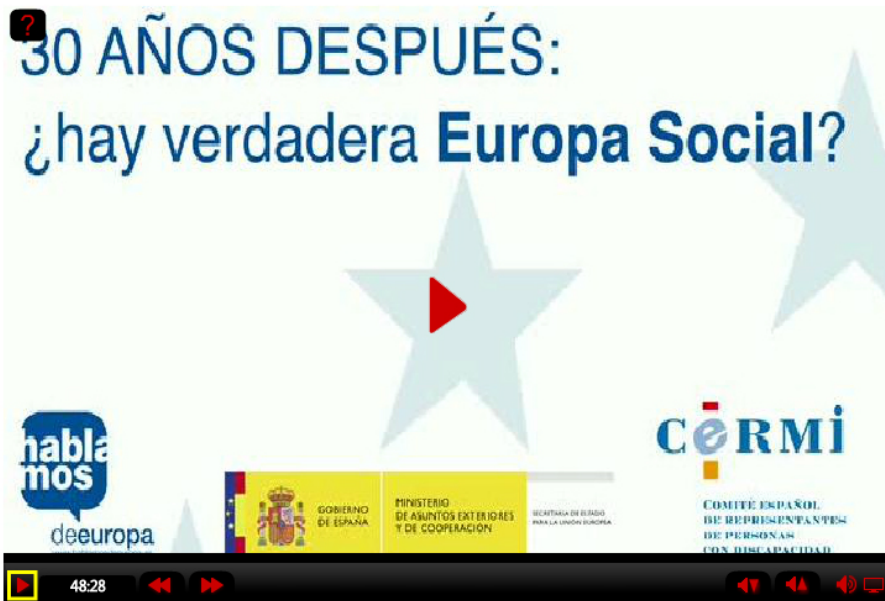 ?
30 AÑOS DESPUÉS:
¿hay verdadera Europa Social?
habla
mos
deeuropa
GOBIERNO
DE ESPAÑA
MINISTERIO
DE ASUNTOS EXTERIORES
Y DE COOPERACIÓN
SECRETARÍA DE ESTADO
PARA LA UNIÓN EUROPEA
CERMI
COMITÉ ESPAÑOL
DE REPRESENTANTES
DE PERSONAS
CON DISCAPACIDAD
48:28